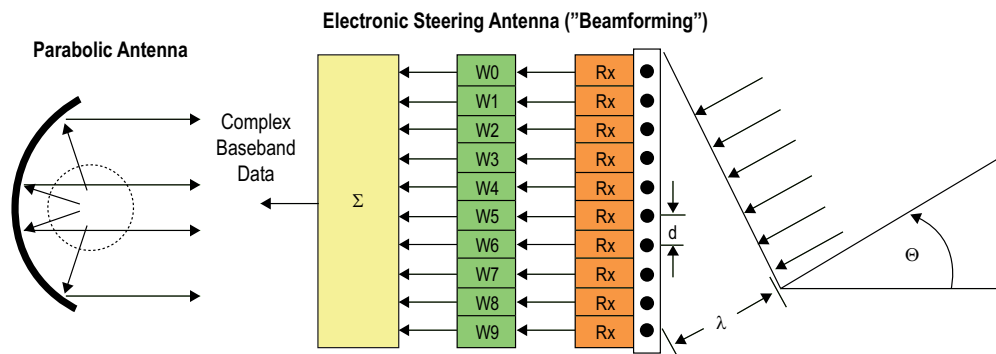 Electronic Steering Antenna (”Beamforming”)
Parabolic Antenna
Complex
Baseband
Data
Σ
W0 Rx
W1 Rx
W2 Rx
W3 Rx
W4 Rx
W5 Rx
W6 Rx
W7 Rx
W8 Rx
W9 Rx
d
Θ
λ